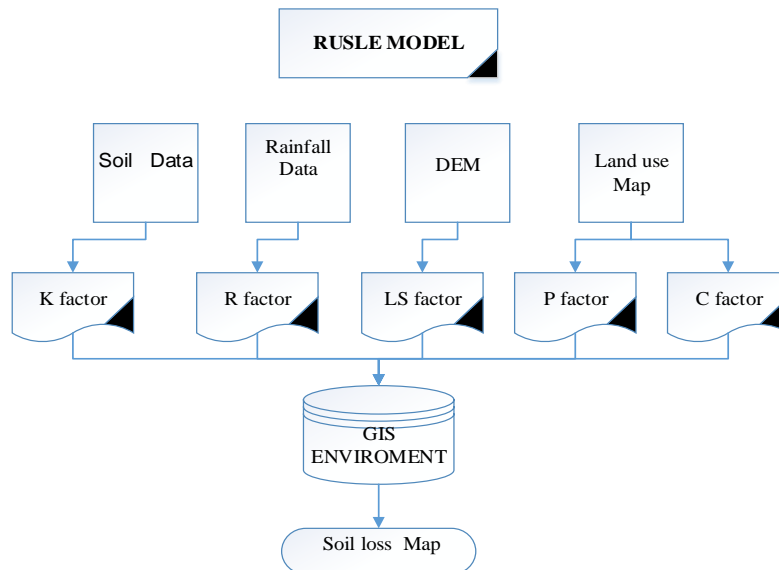 RUSLE MODEL
Soil Data
Rainfall
Data
DEM
Land use
Map
K factor
R factor
LS factor
P factor
C factor
GIS
ENVIROMENT
Soil loss Map